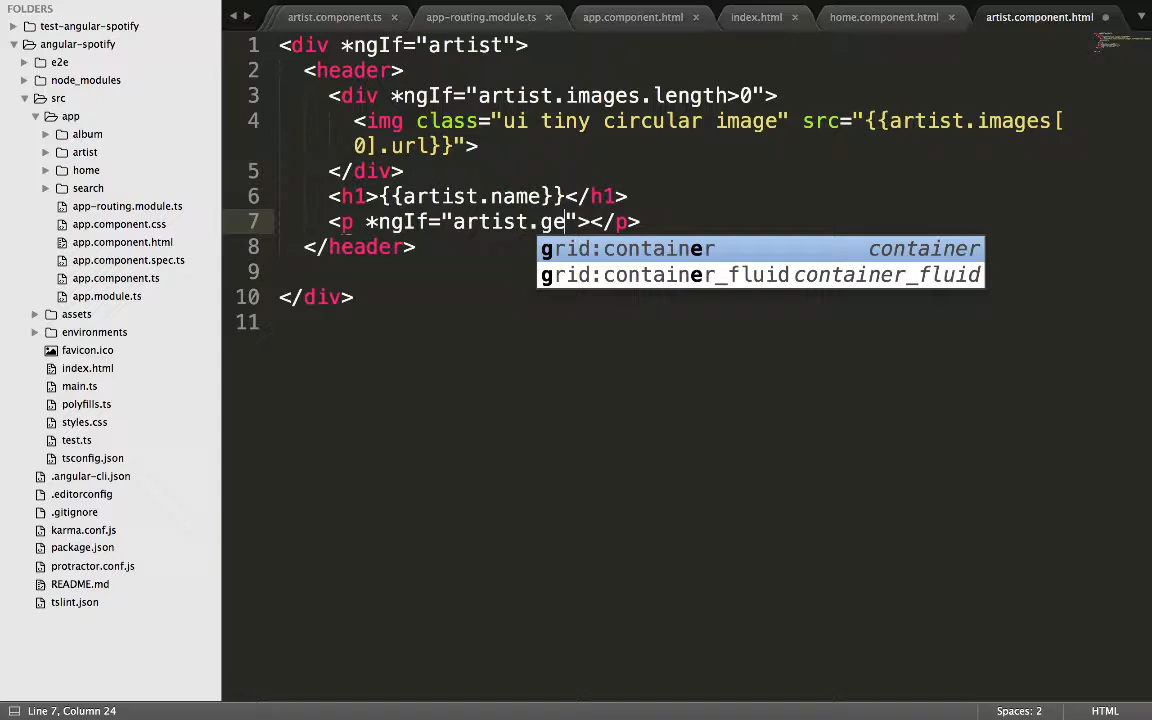 FOLDERS
test-angular-spotify
angular-spotify
e2e
node_modules
src
app
album
artist
home
search
app-routing.module.ts
app.component.css
app.component.html
app.component.spec.ts
app.component.ts
app.module.ts
assets
environments
favicon.ico
index.html
main.ts
polyfills.ts
styles.css
test.ts
tsconfig.json
.angular-cli.json
.editorconfig
.gitignore
karma.conf.js
package.json
protractor.conf.js
README.md
tslint.json
artist.component.ts × app-routing.module.ts × app.component.html × index.html × home.component.html × artist.component.html
1 <div *ngIf="artist">
2 <header>
3 <div *ngIf="artist.images.length>0">
4 <img class="ui tiny circular image" src="{{artist.images[
0].url}}">
5 </div>
6 <h1>{{artist.name}}</h1>
7 <p *ngIf="artist.ge"></p>
8 </header>
grid:container container
9
grid:container_fluid container_fluid
10 </div>
11
Line 7, Column 24 Spaces: 2 HTML